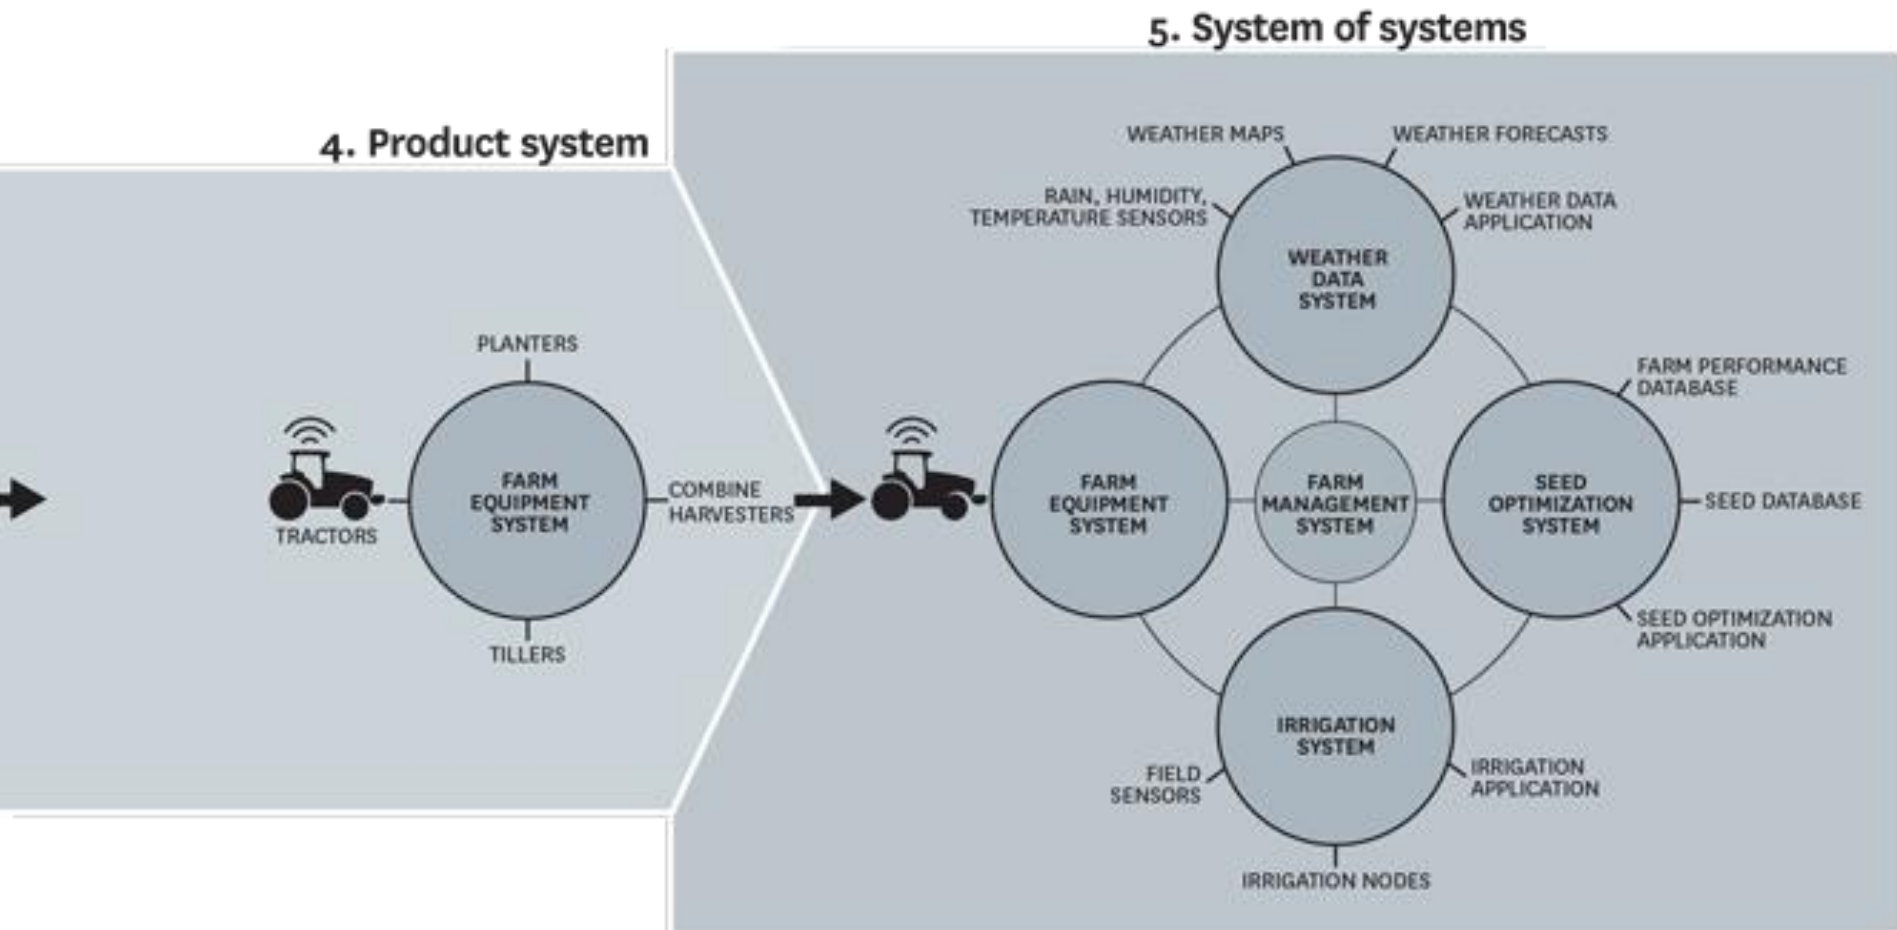 5. System of systems
4. Product system
PLANTERS
TRACTORS
FARM
EQUIPMENT
SYSTEM
COMBINE
HARVESTERS
TILLERS
WEATHER MAPS
WEATHER FORECASTS
RAIN, HUMIDITY,
TEMPERATURE SENSORS
WEATHER DATA
APPLICATION
WEATHER
DATA
SYSTEM
FARM
EQUIPMENT
SYSTEM
FARM
MANAGEMENT
SYSTEM
SEED
OPTIMIZATION
SYSTEM
FARM PERFORMANCE
DATABASE
SEED DATABASE
SEED OPTIMIZATION
APPLICATION
IRRIGATION
SYSTEM
FIELD
SENSORS
IRRIGATION
APPLICATION
IRRIGATION NODES